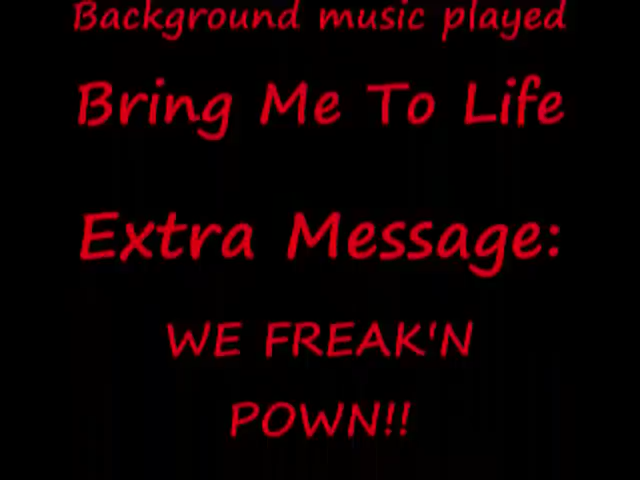 Background music played
Bring Me To Life
Extra Message:
WE FREAK'N
POWN!!